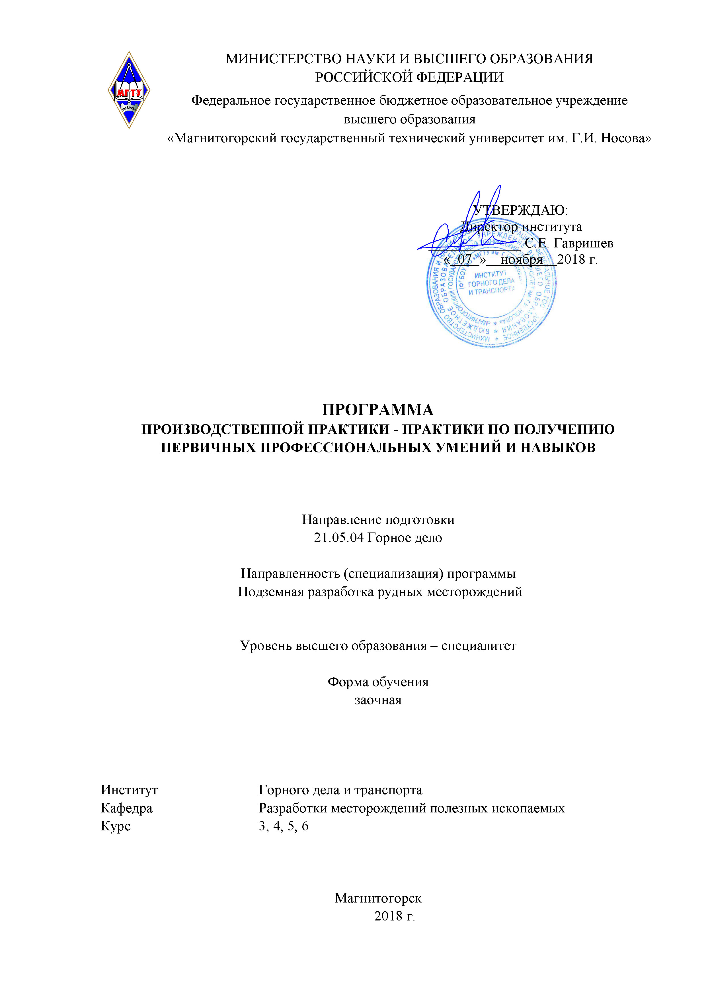 МИНИСТЕРСТВО НАУКИ И ВЫСШЕГО ОБРАЗОВАНИЯ
РОССИЙСКОЙ ФЕДЕРАЦИИ
МГТУ
Федеральное государственное бюджетное образовательное учреждение
высшего образования
«Магнитогорский государственный технический университет им. Г.И. Носова»
УТВЕРЖДАЮ:
Директор института
_____________ С.Е. Гавришев
«_07__»__ноября__2018 г.
ИНСТИТУТ
ГОРНОГО ДЕЛА
И ТРАНСПОРТА
ПРОГРАММА
ПРОИЗВОДСТВЕННОЙ ПРАКТИКИ - ПРАКТИКИ ПО ПОЛУЧЕНИЮ
ПЕРВИЧНЫХ ПРОФЕССИОНАЛЬНЫХ УМЕНИЙ И НАВЫКОВ
Направление подготовки
21.05.04 Горное дело
Направленность (специализация) программы
Подземная разработка рудных месторождений
Уровень высшего образования – специалитет
Форма обучения
заочная
Институт Горного дела и транспорта
Кафедра Разработки месторождений полезных ископаемых
Курс 3, 4, 5, 6
Магнитогорск
2018 г.